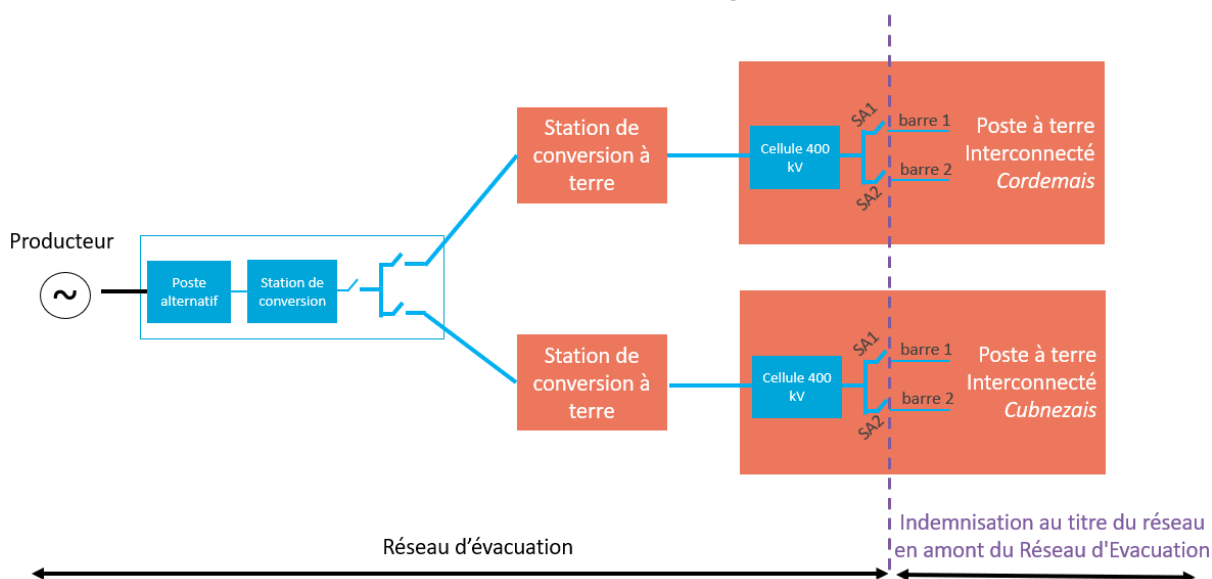 Producteur
~
Poste
alternatif
Station de
conversion
Station de
conversion à
terre
Cellule 400
kV
SA1
SA2
barre 1
barre 2
Poste à terre
Interconnecté
Cordemais
Station de
conversion à
terre
Cellule 400
kV
SA1
SA2
barre 1
barre 2
Poste à terre
Interconnecté
Cubnezais
Réseau d'évacuation
Indemnisation au titre du réseau
en amont du Réseau d'Evacuation